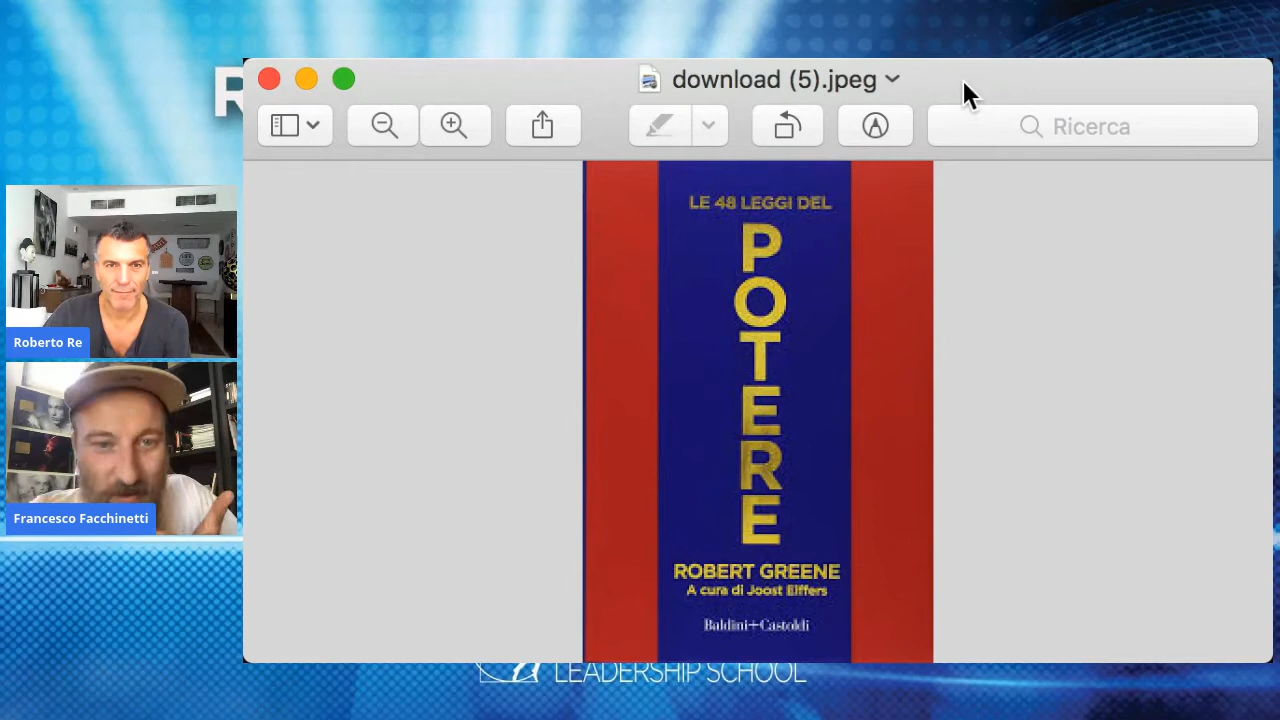 R
download (5).jpeg
Ricerca
LE 48 LEGGI DEL
POTERE
ROBERT GREENE
A cura di Joost Elffers
Baldini+Castoldi
Roberto Re
Francesco Facchinetti
LEADERSHIP SCHOOL